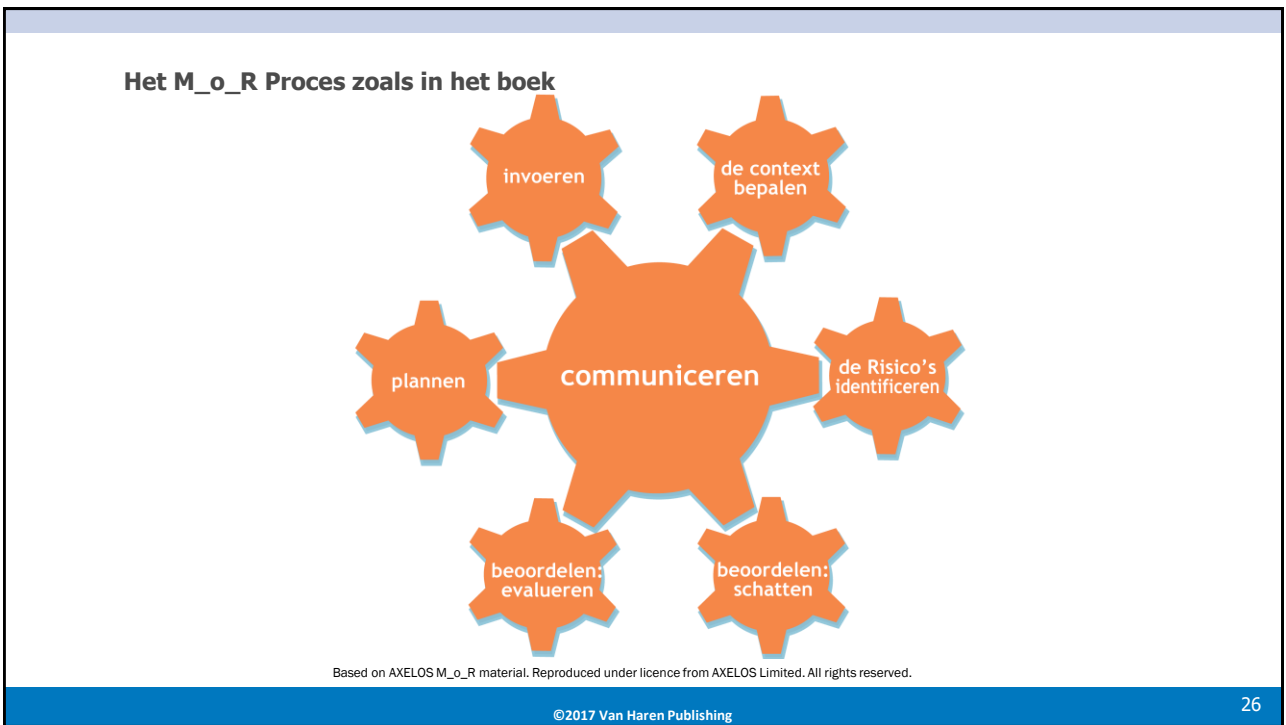 Het M_o_R Proces zoals in het boek
invoeren
de context
bepalen
plannen
communiceren
de Risico's
identificeren
beoordelen:
evalueren
beoordelen:
schatten
Based on AXELOS M_o_R material. Reproduced under licence from AXELOS Limited. All rights reserved.
©2017 Van Haren Publishing
26